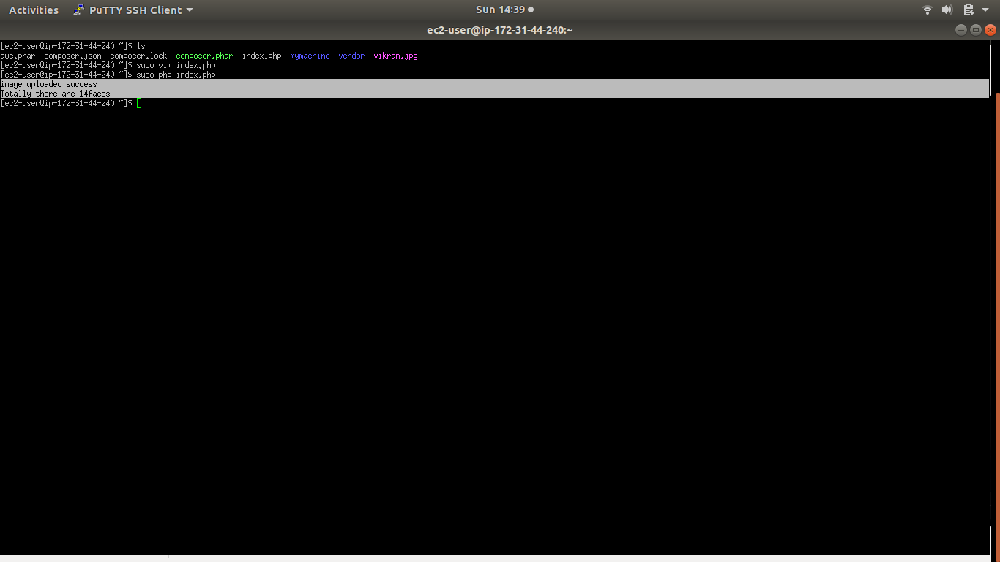 Activities PuTTY SSH Client Sun 14:39
ec2-user@ip-172-31-44-240:~
[ec2-user@ip-172-31-44-240 ~]$ ls
aws.phar composer.json composer.lock composer.phar index.php mymachine vendor vikram.jpg
[ec2-user@ip-172-31-44-240 ~]$ sudo vim index.php
[ec2-user@ip-172-31-44-240 ~]$ sudo php index.php
image uploaded success
Totally there are 14faces
[ec2-user@ip-172-31-44-240 ~]$